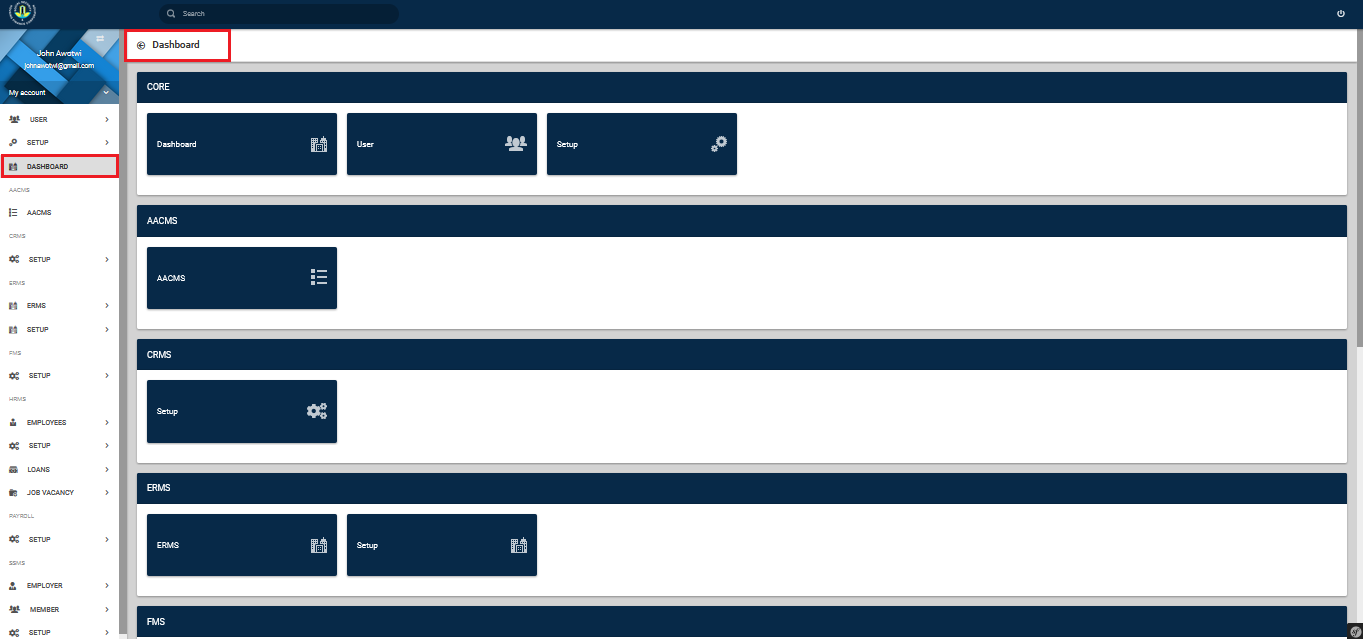 Search
John Awotwi
johnawotwi@gmail.com
My account
USER
SETUP
DASHBOARD
AACMS
AACMS
CRMS
SETUP
ERMS
ERMS
SETUP
FMS
SETUP
HRMS
EMPLOYEES
SETUP
LOANS
JOB VACANCY
PAYROLL
SETUP
SSMS
EMPLOYER
MEMBER
SETUP
Dashboard
CORE
Dashboard User Setup
AACMS
AACMS
CRMS
Setup
ERMS
ERMS Setup
FMS